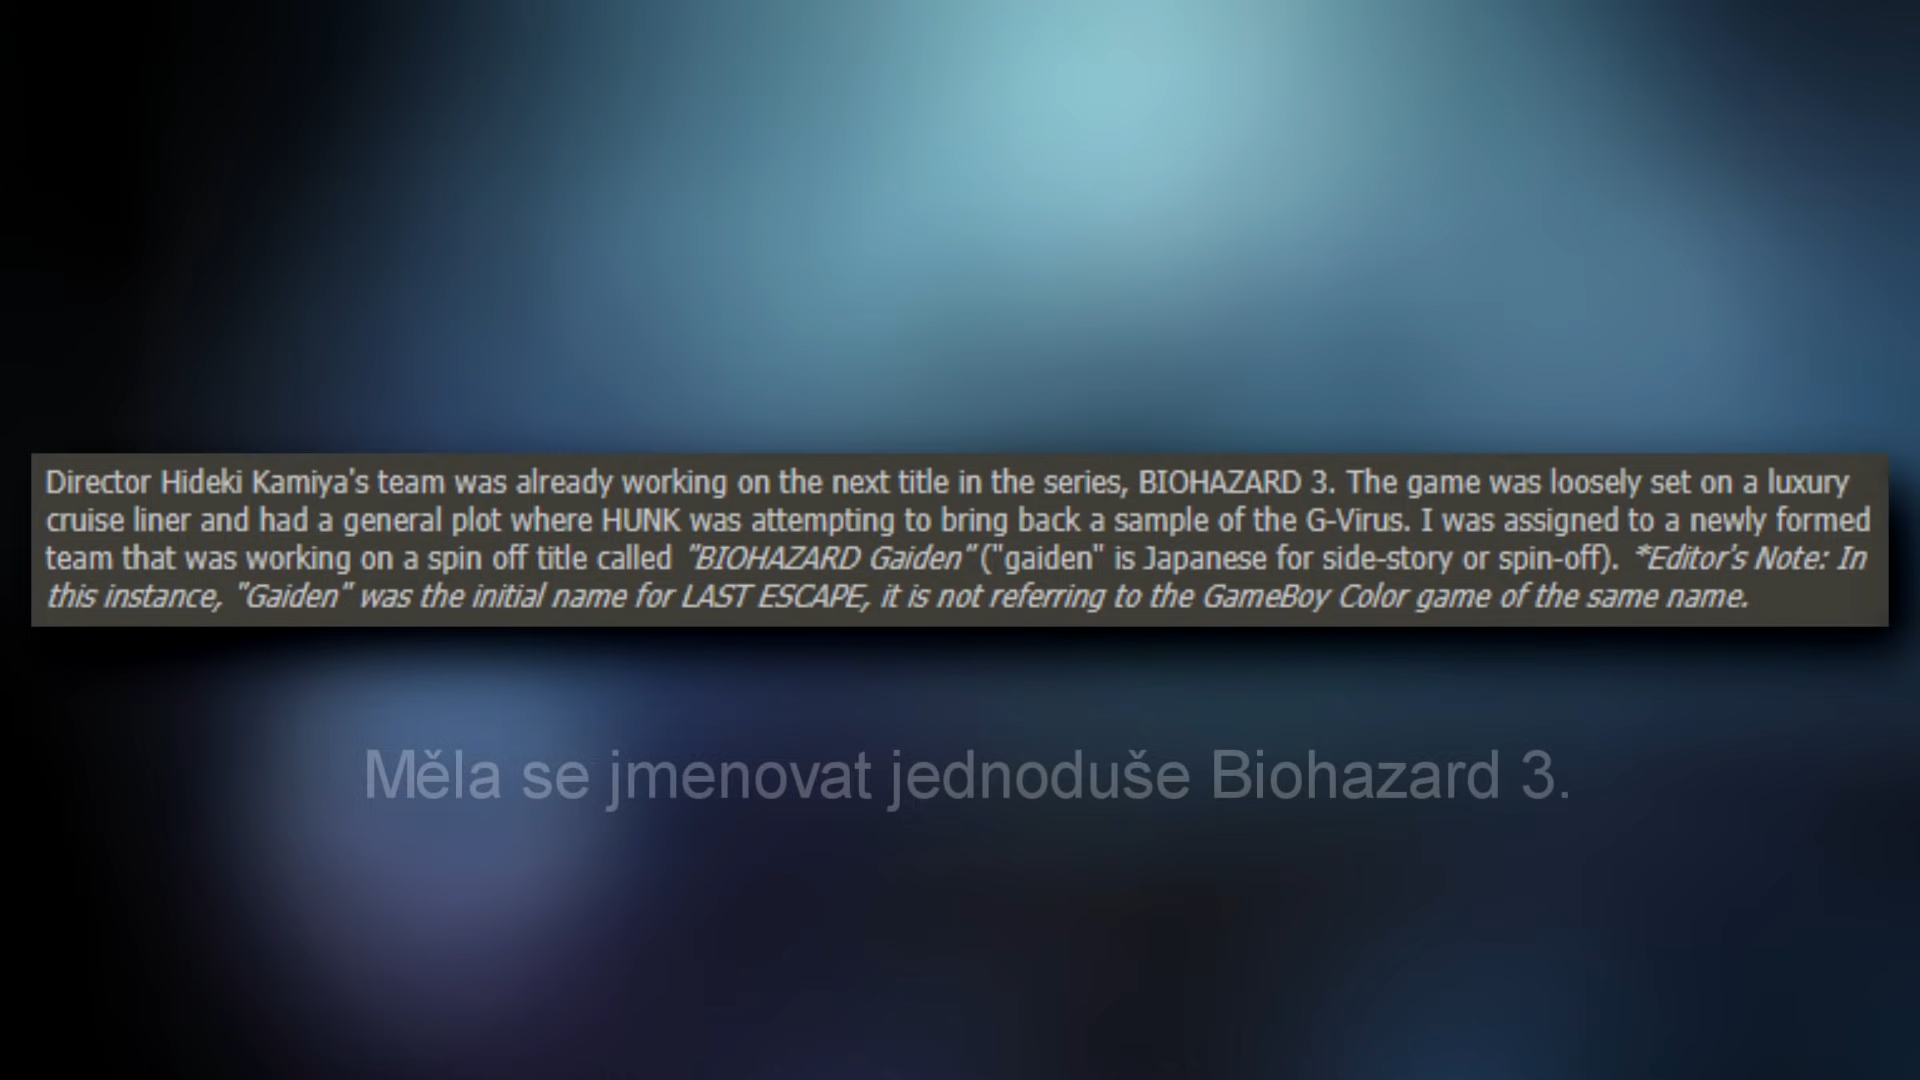 Director Hideki Kamiya's team was already working on the next title in the series, BIOHAZARD 3. The game was loosely set on a luxury
cruise liner and had a general plot where HUNK was attempting to bring back a sample of the G-Virus. I was assigned to a newly formed
team that was working on a spin off title called "BIOHAZARD Gaiden" ("gaiden" is Japanese for side-story or spin-off). *Editor's Note: In
this instance, "Gaiden" was the initial name for LAST ESCAPE, it is not referring to the GameBoy Color game of the same name.
Měla se jmenovat jednoduše Biohazard 3.